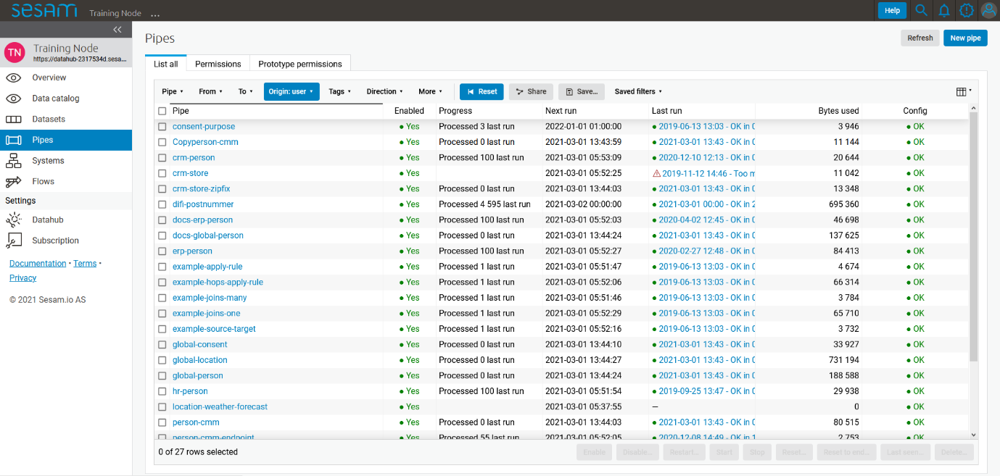 sesam Training Node ... Help
TN Training Node
https://datahub-2317534d.sesa...
Overview
Data catalog
Datasets
Pipes
Systems
Flows
Settings
Datahub
Subscription
Documentation • Terms •
Privacy
© 2021 Sesam.io AS
Pipes Refresh New pipe
List all Permissions Prototype permissions
Pipe From To Origin: user Tags Direction More Reset Share Save... Saved filters
Pipe Enabled Progress Next run Last run Bytes used Config
consent-purpose Yes Processed 3 last run 2022-01-01 01:00:00 2019-06-13 13:03 - OK in 0 3 946 OK
Copyperson-cmm Yes Processed 0 last run 2021-03-01 13:43:59 2021-03-01 13:43 - OK in 0 11 144 OK
crm-person Yes Processed 100 last run 2021-03-01 05:53:09 2020-12-10 12:13 - OK in 0 20 644 OK
crm-store Yes 2021-03-01 05:52:25 2019-11-12 14:46 - Too m 11 042 OK
crm-store-zipfix Yes Processed 0 last run 2021-03-01 13:44:03 2021-03-01 13:43 - OK in 0 13 348 OK
difi-postnummer Yes Processed 4 595 last run 2021-03-02 00:00:00 2021-03-01 00:00 - OK in 2 695 360 OK
docs-erp-person Yes Processed 100 last run 2021-03-01 05:52:03 2020-04-02 12:45 - OK in 0 46 698 OK
docs-global-person Yes Processed 0 last run 2021-03-01 13:44:24 2021-03-01 13:43 - OK in 0 137 625 OK
erp-person Yes Processed 100 last run 2021-03-01 05:52:27 2020-02-27 12:48 - OK in 0 84 413 OK
example-apply-rule Yes Processed 1 last run 2021-03-01 05:51:47 2019-06-13 13:03 - OK in 0 4 674 OK
example-hops-apply-rule Yes Processed 1 last run 2021-03-01 05:52:06 2019-06-13 13:03 - OK in 0 66 314 OK
example-joins-many Yes Processed 1 last run 2021-03-01 05:51:46 2019-06-13 13:03 - OK in 0 3 784 OK
example-joins-one Yes Processed 1 last run 2021-03-01 05:52:29 2019-06-13 13:03 - OK in 0 65 710 OK
example-source-target Yes Processed 1 last run 2021-03-01 05:52:16 2019-06-13 13:03 - OK in 0 3 732 OK
global-consent Yes Processed 0 last run 2021-03-01 13:44:10 2021-03-01 13:43 - OK in 0 33 927 OK
global-location Yes Processed 0 last run 2021-03-01 13:44:27 2021-03-01 13:43 - OK in 0 731 194 OK
global-person Yes Processed 0 last run 2021-03-01 13:44:24 2021-03-01 13:43 - OK in 0 188 588 OK
hr-person Yes Processed 100 last run 2021-03-01 05:51:54 2019-09-25 13:47 - OK in 0 29 938 OK
location-weather-forecast Yes 2021-03-01 05:37:55 — 0 OK
person-cmm Yes Processed 0 last run 2021-03-01 13:44:03 2021-03-01 13:43 - OK in 0 80 515 OK
person-cmm-endpoint Yes Processed 55 last run 2021-03-01 05:52:05 2020-12-08 14:49 - OK in 1 2 753 OK
0 of 27 rows selected Enable Disable... Restart... Start Stop Reset... Reset to end... Last seen... Delete...